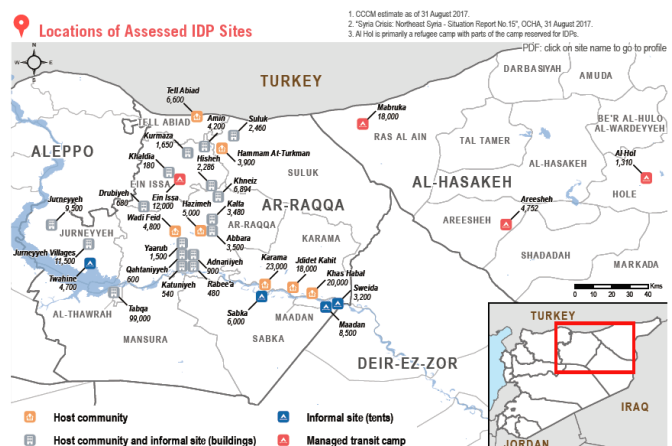 Locations of Assessed IDP Sites
1. CCCM estimate as of 31 August 2017.
2. "Syria Crisis: Northeast Syria - Situation Report No.15", OCHA, 31 August 2017.
3. Al Hol is primarily a refugee camp with parts of the camp reserved for IDPs.
PDF: click on site name to go to profile
N
W
E
S
TURKEY
DARBASIYAH
AMUDA
Tell Abiad
6,600
Mabruka
18,000
TELL ABIAD
Amin
4,200
Suluk
2,460
BE'R AL-HULO
AL-WARDEYYEH
RAS AL AIN
TAL TAMER
Kurmaza
1,650
ALEPPO
Hammam At-Turkman
3,900
Khaldia
180
Hisheh
2,286
SULUK
AL-HASAKEH
Al-Hol
1,310
EIN ISSA
Khneiz
6,894
AL-HASAKEH
HOLE
Drubiyeh
680
Ein Issa
12,000
Hazimeh
5,000
Kalta
3,480
AR-RAQQA
Jurneyyeh
9,500
Areesheh
4,752
Wadi Feid
4,800
AR-RAQQA
AREESHEH
JURNEYYEH
Abbara
3,500
KARAMA
Jurneyyeh Villages
11,500
Yaarub
1,500
Adnaniyeh
900
Karama
23,000
Jdidet Kahit
18,000
SHADADAH
MARKADA
Iwahine
4,700
Qahtaniyyeh
600
Khas Habal
20,000
Katuniyeh
540
Rabee'a
480
Sweida
3,200
0 10 20 30 40 Kms
Tabqa
99,000
AL-THAWRAH
Sabka
6,000
MAADAN
Maadan
8,500
MANSURA
SABKA
DEIR-EZ-ZOR
TURKEY
IRAQ
JORDAN
Host community
Informal site (tents)
Host community and informal site (buildings)
Managed transit camp